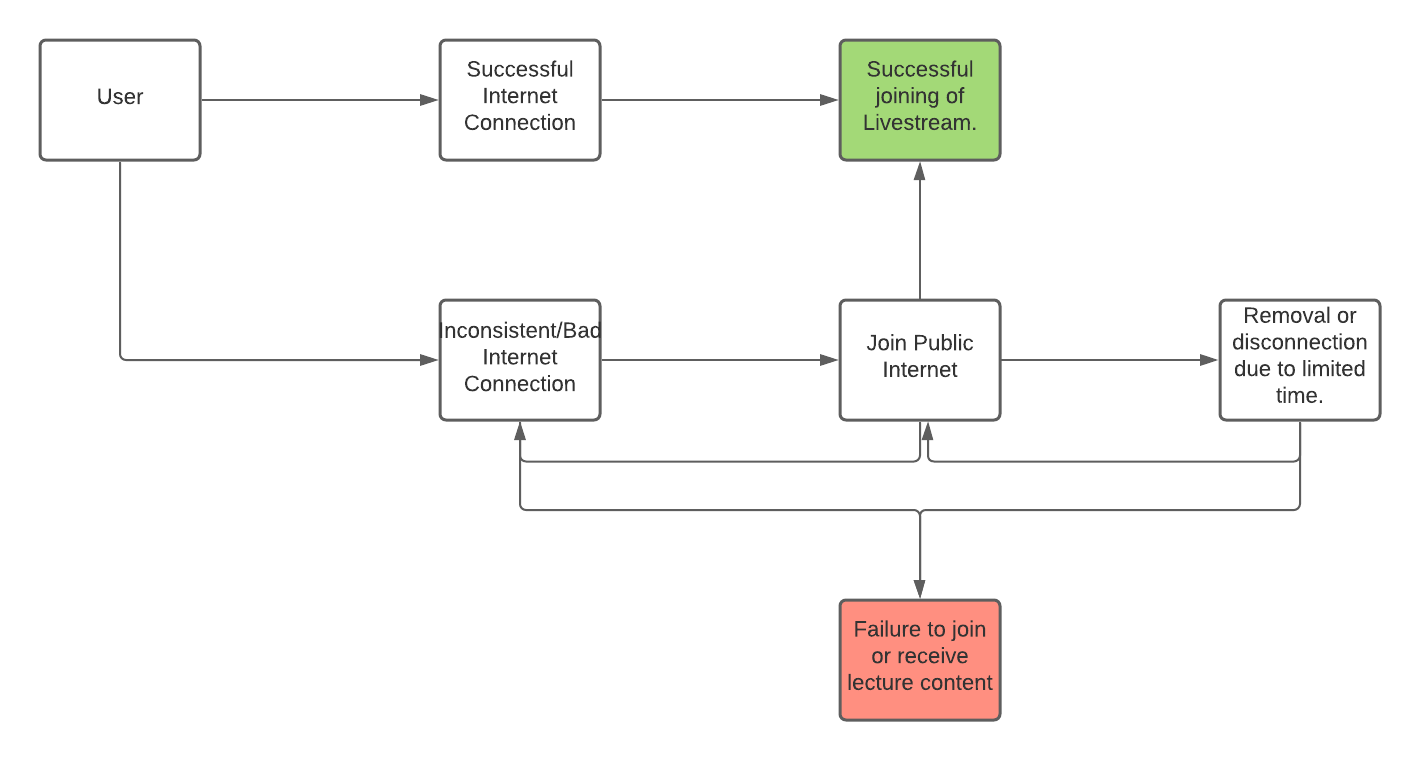 User
Successful
Internet
Connection
Successful
joining of
Livestream.
Inconsistent/Bad
Internet
Connection
Join Public
Internet
Removal or
disconnection
due to limited
time.
Failure to join
or receive
lecture content